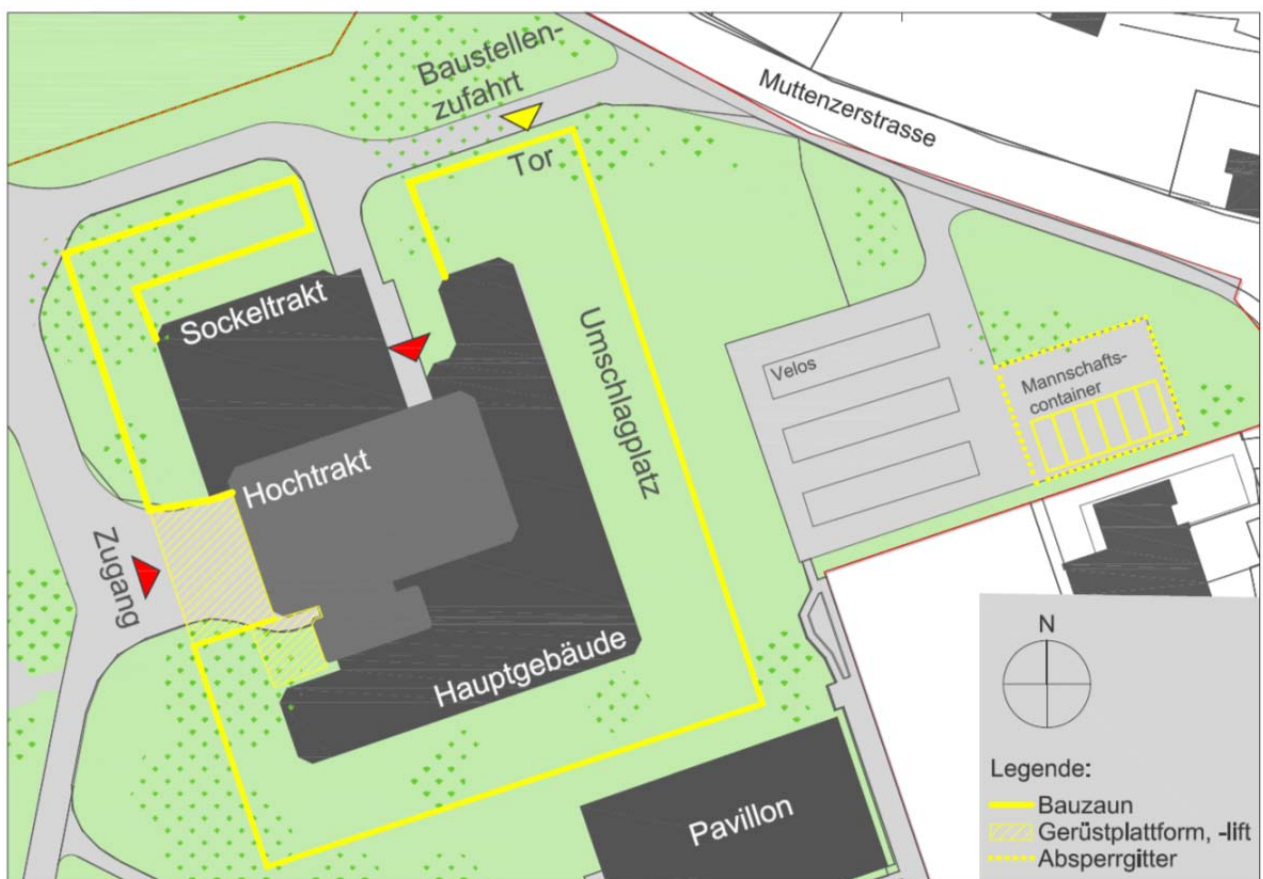 Baustellen-
zufahrt
Muttenzerstrasse
Tor
Sockeltrakt
Umschlagplatz
Velos
Mannschafts-
container
Hochtrakt
Zugang
Hauptgebäude
Pavillon
N
Legende:
Bauzaun
Gerüstplattform, -lift
Absperrgitter